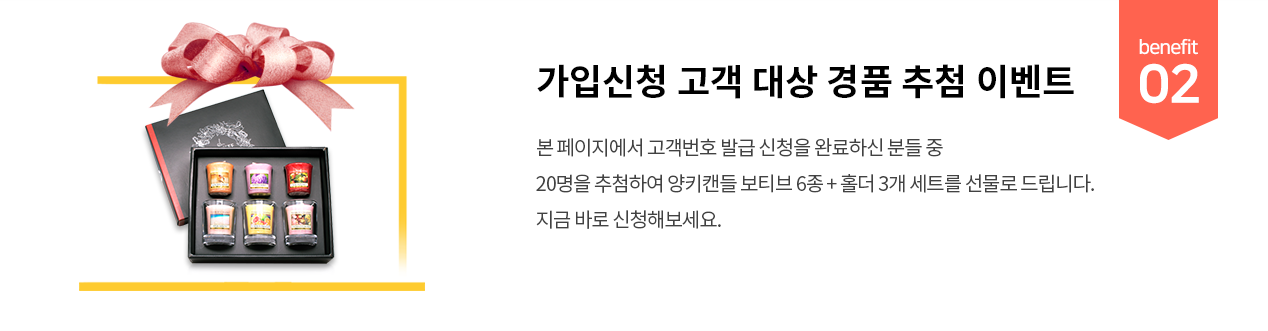 benefit
02
가입신청 고객 대상 경품 추첨 이벤트
본 페이지에서 고객번호 발급 신청을 완료하신 분들 중
20명을 추첨하여 양키캔들 보티브 6종 + 홀더 3개 세트를 선물로 드립니다.
지금 바로 신청해보세요.